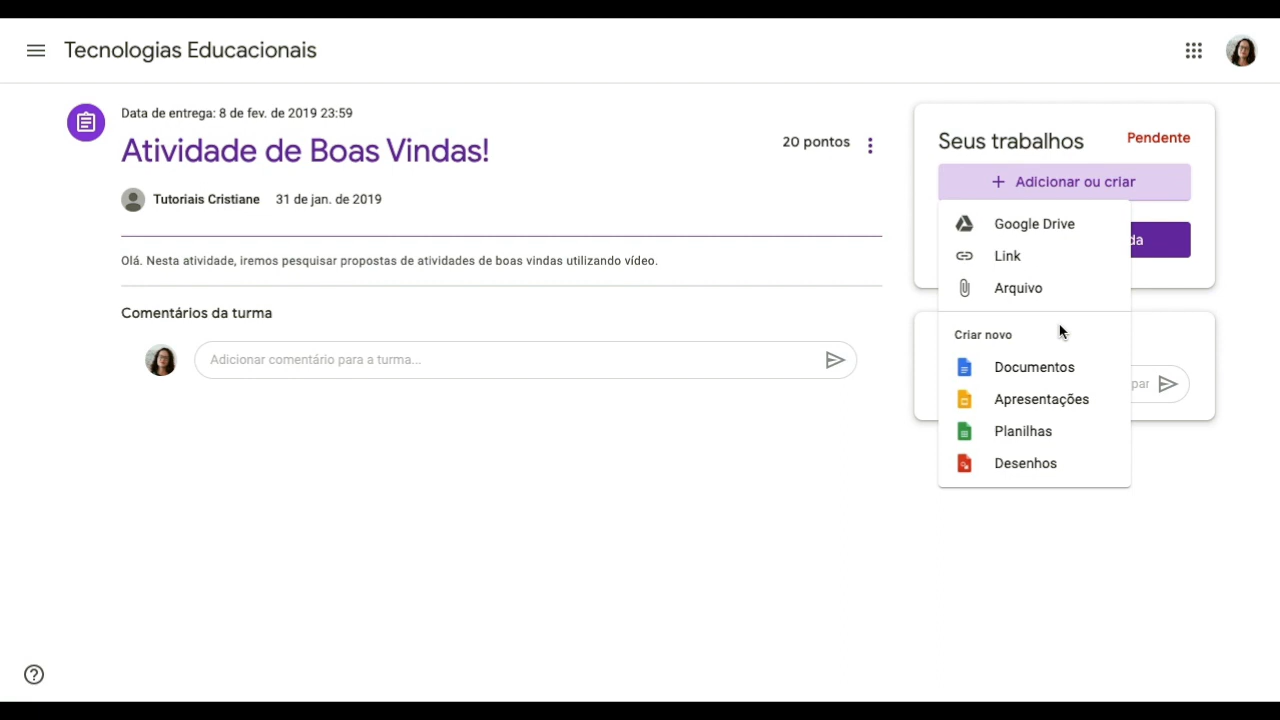 Tecnologias Educacionais
Data de entrega: 8 de fev. de 2019 23:59
Atividade de Boas Vindas!
20 pontos
Tutoriais Cristiane 31 de jan. de 2019
Olá. Nesta atividade, iremos pesquisar propostas de atividades de boas vindas utilizando vídeo.
Comentários da turma
Adicionar comentário para a turma...
Seus trabalhos
Pendente
+ Adicionar ou criar
Google Drive
Link
Arquivo
Criar novo
Documentos
Apresentações
Planilhas
Desenhos
da
par